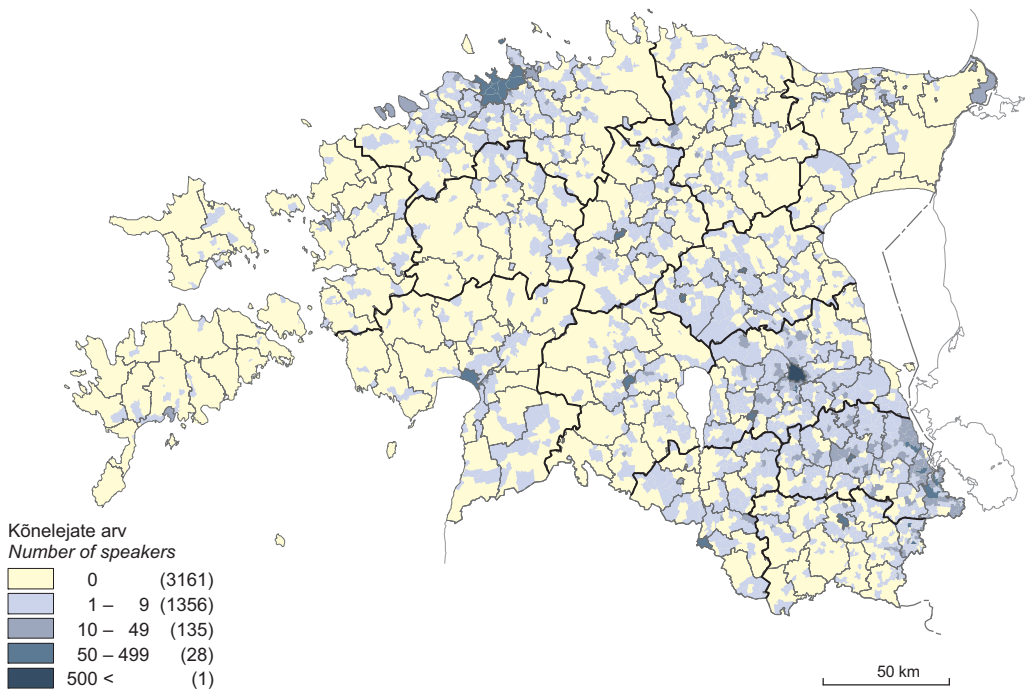 Kõnelejate arv
Number of speakers
0 (3161)
1 – 9 (1356)
10 – 49 (135)
50 – 499 (28)
500 < (1)
50 km